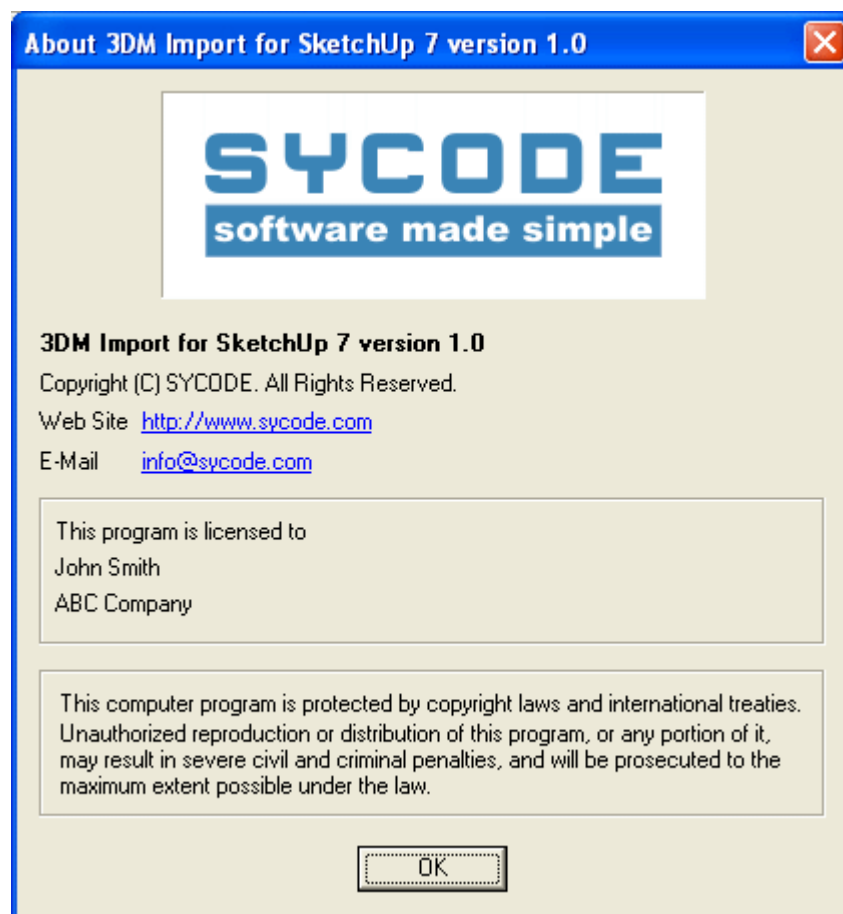 About 3DM Import for SketchUp 7 version 1.0
SYCODE
software made simple
3DM Import for SketchUp 7 version 1.0
Copyright (C) SYCODE. All Rights Reserved.
Web Site http://www.sycode.com
E-Mail info@sycode.com
This program is licensed to
John Smith
ABC Company
This computer program is protected by copyright laws and international treaties.
Unauthorized reproduction or distribution of this program, or any portion of it,
may result in severe civil and criminal penalties, and will be prosecuted to the
maximum extent possible under the law.
OK